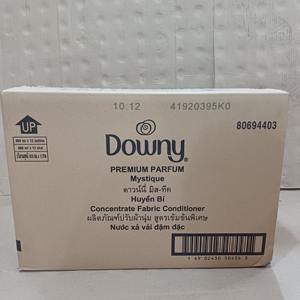 10:12 41920395K0
80694403
UP
Downy
PREMIUM PARFUM
Mystique
ดาวน์นี่ มิส-ทีค
Huyền Bí
Concentrate Fabric Conditioner
ผลิตภัณฑ์ปรับผ้านุ่ม สูตรเข้มข้นพิเศษ
Nước xả vải đậm đặc